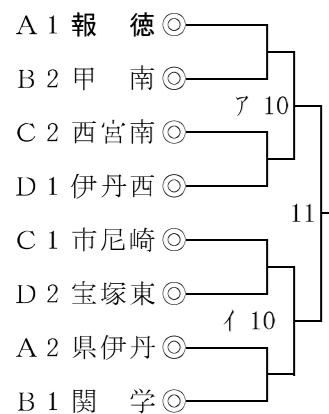 A 1 報　徳 ◎
B 2 甲　南 ◎
ア 10
C 2 西宮南 ◎
D 1 伊丹西 ◎
11
C 1 市尼崎 ◎
D 2 宝塚東 ◎
イ 10
A 2 県伊丹 ◎
B 1 関　学 ◎